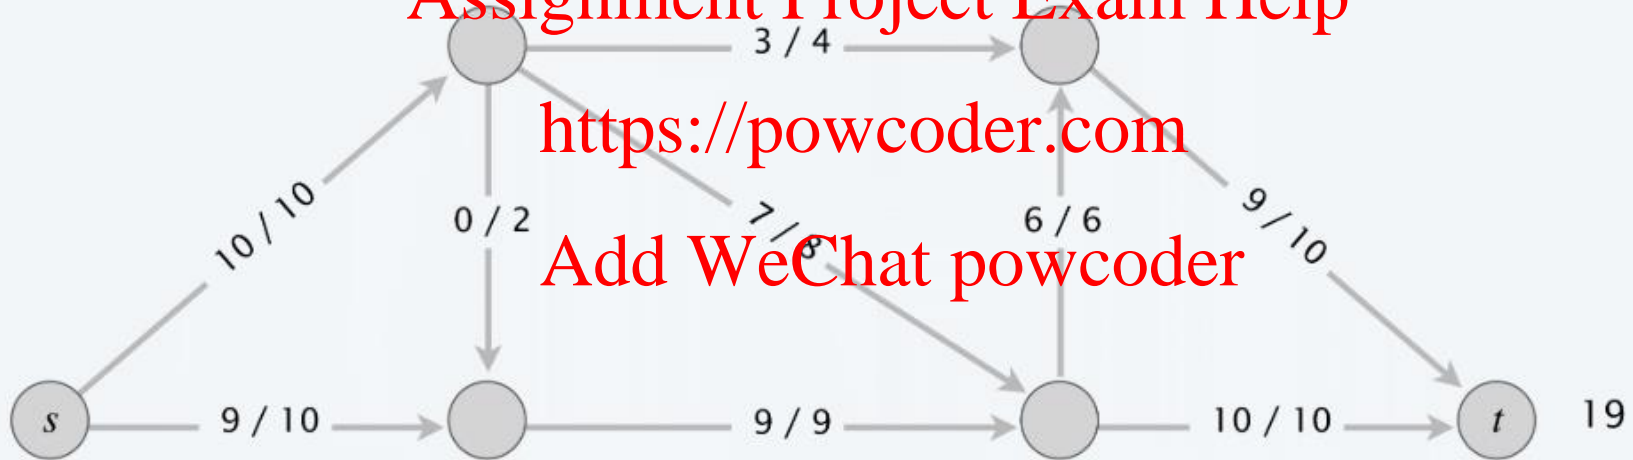 Assignment Project Exam Help
3 / 4
https://powcoder.com
10 / 10
0 / 2
7 / 8
6 / 6
9 / 10
Add WeChat powcoder
s
9 / 10
9 / 9
10 / 10
t
19